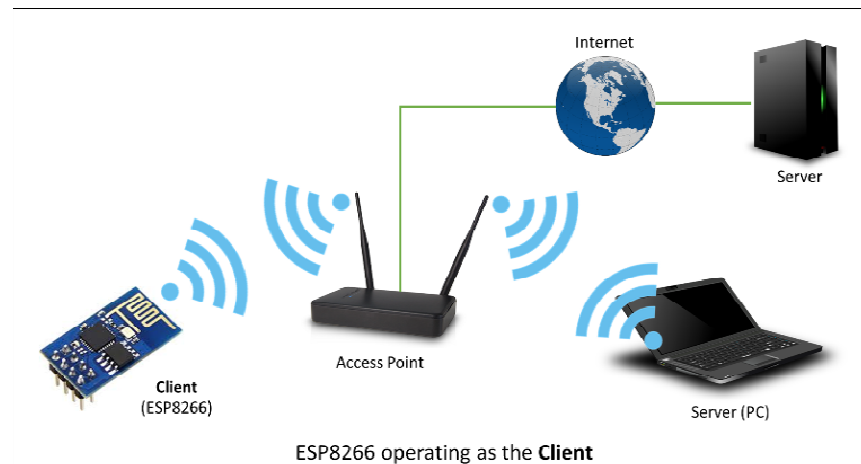 Internet
Server
Access Point
Client
(ESP8266)
Server (PC)
ESP8266 operating as the Client